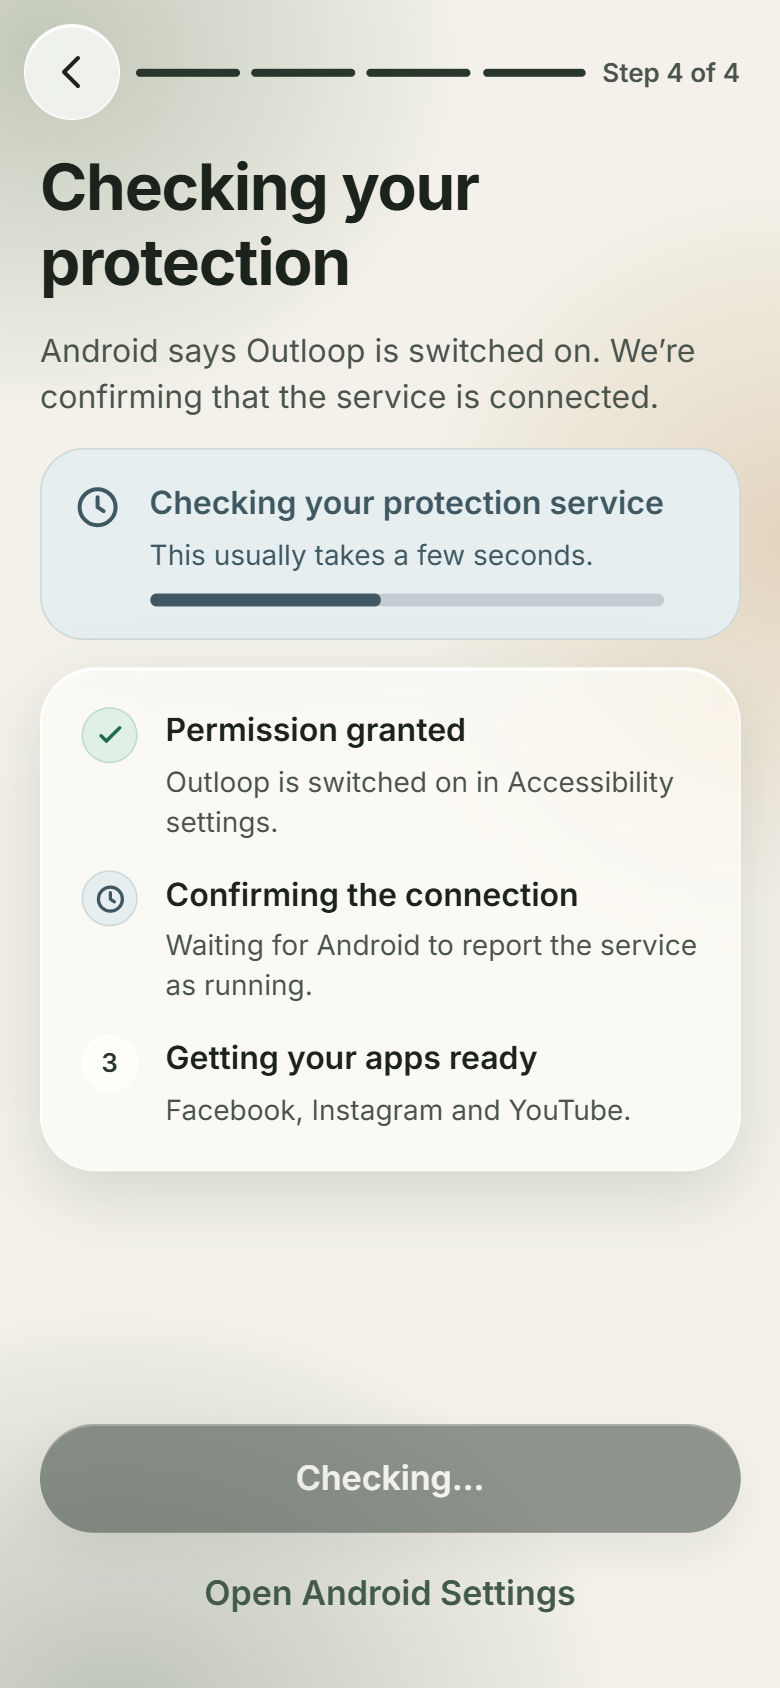 Step 4 of 4
Checking your
protection
Android says Outloop is switched on. We’re
confirming that the service is connected.
Checking your protection service
This usually takes a few seconds.
Permission granted
Outloop is switched on in Accessibility
settings.
Confirming the connection
Waiting for Android to report the service
as running.
3 Getting your apps ready
Facebook, Instagram and YouTube.
Checking...
Open Android Settings